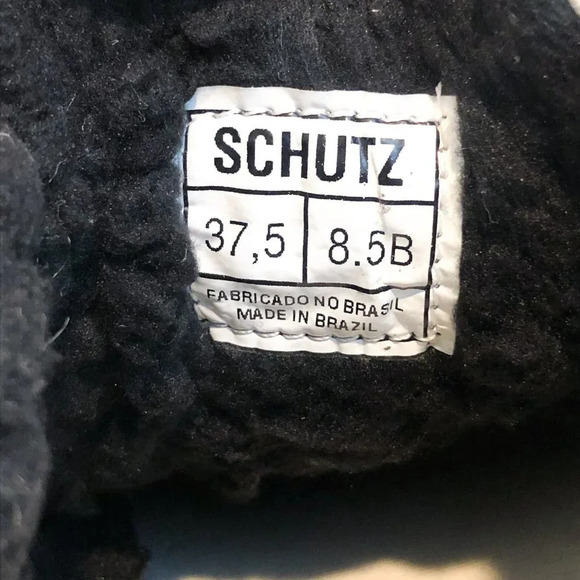 SCHUTZ
37,5 8.5B
FABRICADO NO BRASIL
MADE IN BRAZIL